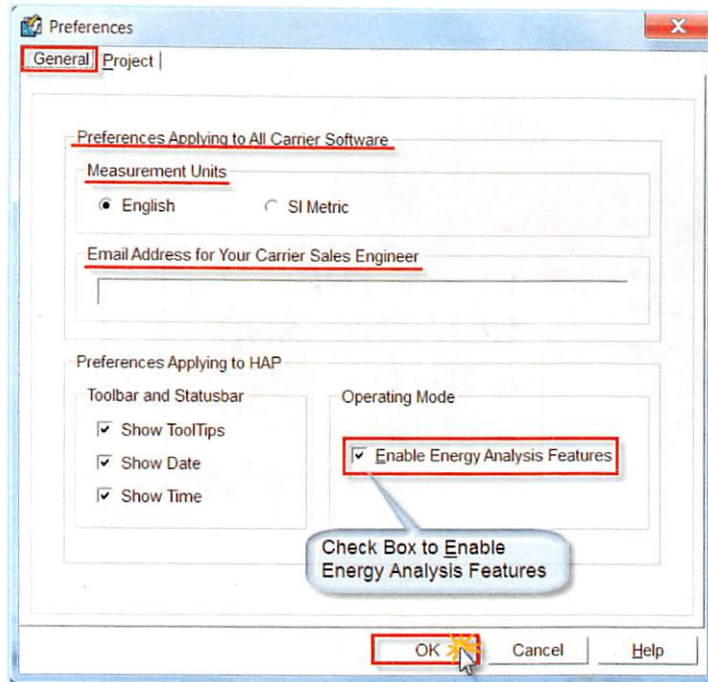 Preferences
General Project
Preferences Applying to All Carrier Software
Measurement Units
English SI Metric
Email Address for Your Carrier Sales Engineer
Preferences Applying to HAP
Toolbar and Statusbar
Show ToolTips
Show Date
Show Time
Operating Mode
Enable Energy Analysis Features
Check Box to Enable
Energy Analysis Features
OK Cancel Help